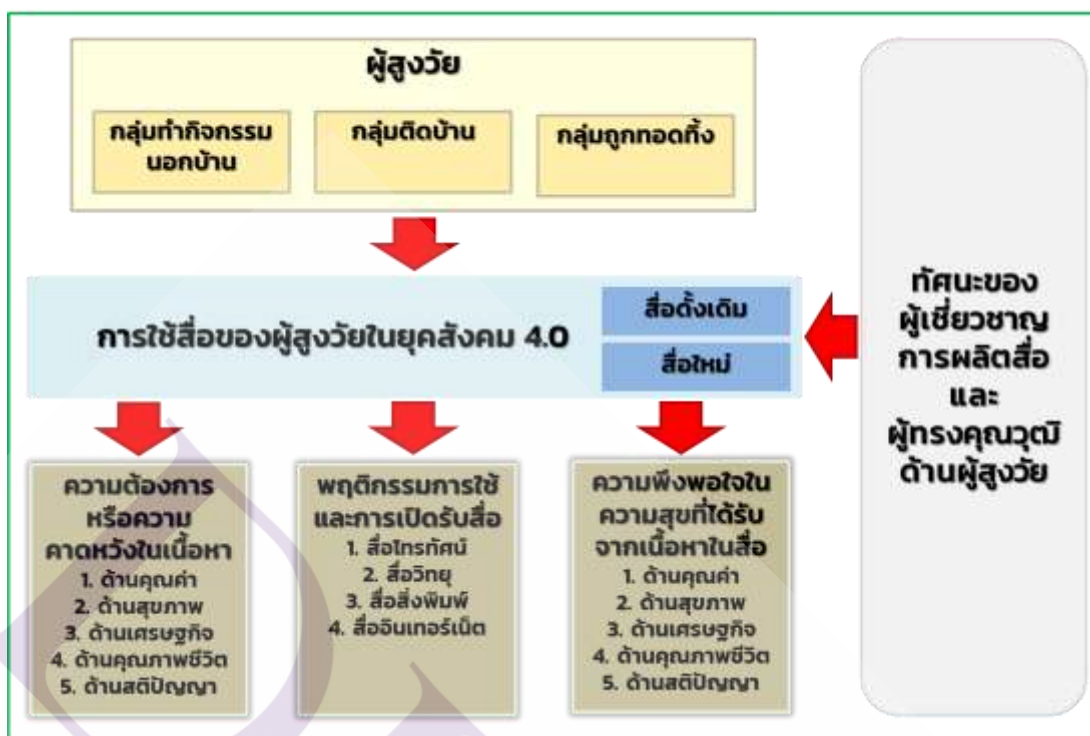 ผู้สูงวัย
กลุ่มทำกิจกรรม
นอกบ้าน
กลุ่มติดบ้าน
กลุ่มถูกทอดทิ้ง
การใช้สื่อของผู้สูงวัยในยุคสังคม 4.0
สื่อดั้งเดิม
สื่อใหม่
ทัศนะของ
ผู้เชี่ยวชาญ
การผลิตสื่อ
และ
ผู้ทรงคุณวุฒิ
ด้านผู้สูงวัย
ความต้องการ
หรือความ
คาดหวังในเนื้อหา
1. ด้านคุณค่า
2. ด้านสุขภาพ
3. ด้านเศรษฐกิจ
4. ด้านคุณภาพชีวิต
5. ด้านสติปัญญา
พฤติกรรมการใช้
และการเปิดรับสื่อ
1. สื่อโทรทัศน์
2. สื่อวิทยุ
3. สื่อสิ่งพิมพ์
4. สื่ออินเทอร์เน็ต
ความพึงพอใจใน
ความสุขที่ได้รับ
จากเนื้อหาในสื่อ
1. ด้านคุณค่า
2. ด้านสุขภาพ
3. ด้านเศรษฐกิจ
4. ด้านคุณภาพชีวิต
5. ด้านสติปัญญา